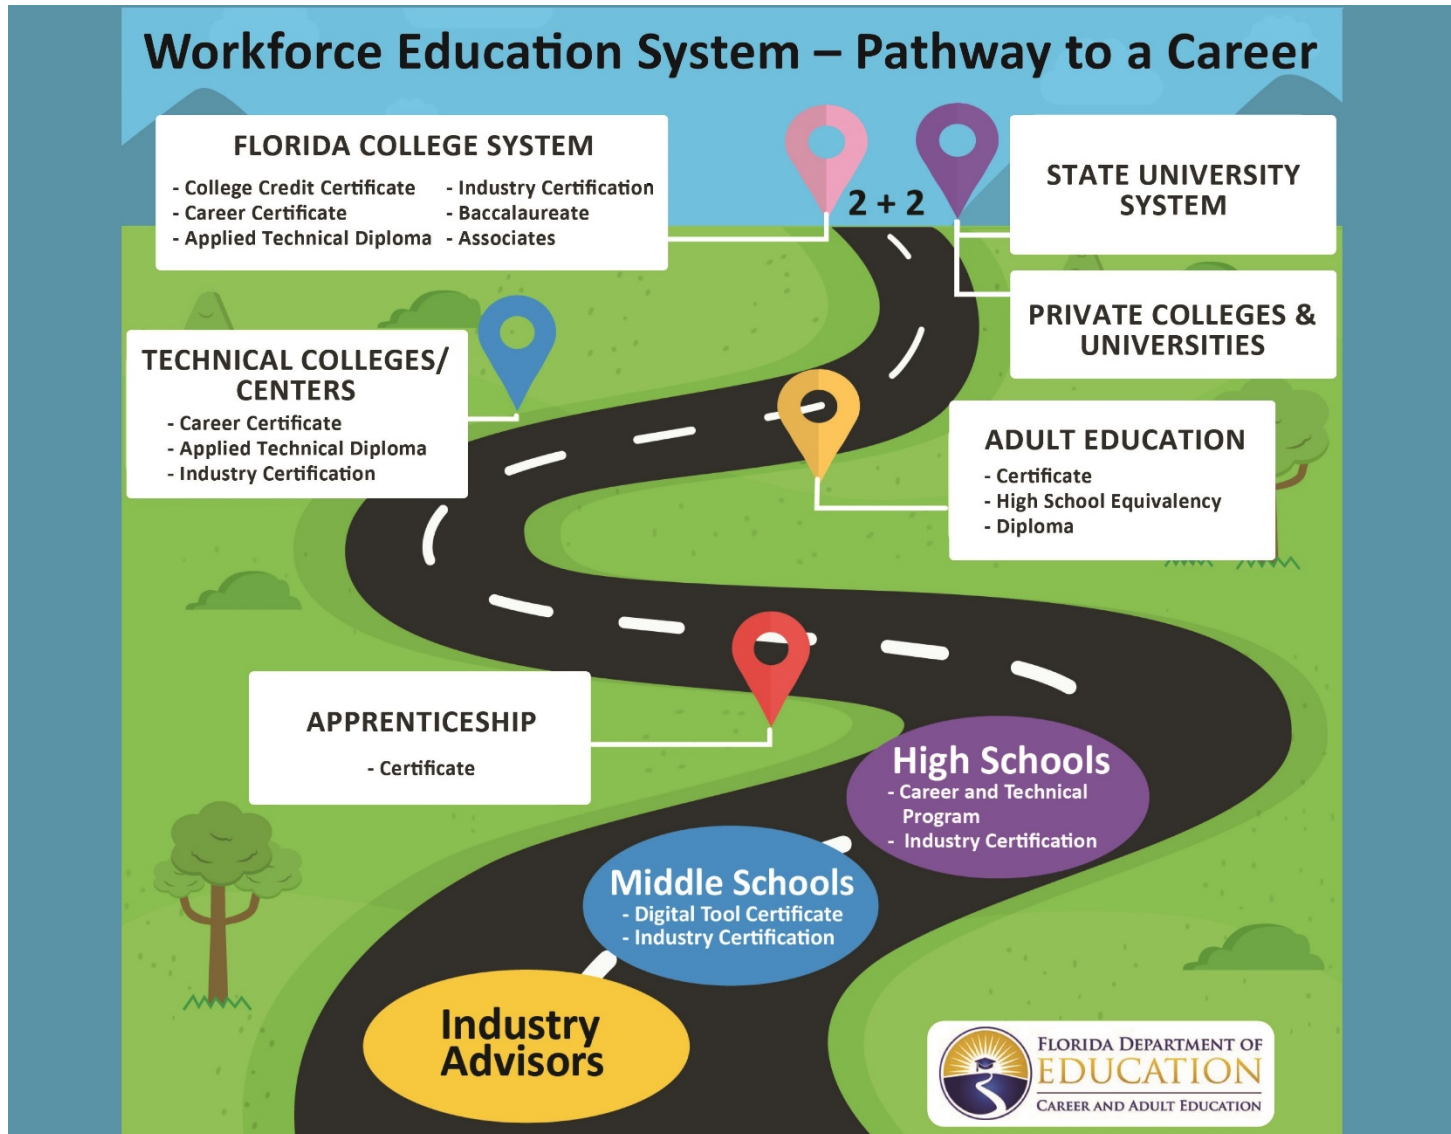 Workforce Education System – Pathway to a Career
FLORIDA COLLEGE SYSTEM
- College Credit Certificate
- Career Certificate
- Applied Technical Diploma
- Industry Certification
- Baccalaureate
- Associates
2 + 2
STATE UNIVERSITY
SYSTEM
PRIVATE COLLEGES &
UNIVERSITIES
TECHNICAL COLLEGES/
CENTERS
- Career Certificate
- Applied Technical Diploma
- Industry Certification
ADULT EDUCATION
- Certificate
- High School Equivalency
- Diploma
APPRENTICESHIP
- Certificate
High Schools
- Career and Technical
Program
- Industry Certification
Middle Schools
- Digital Tool Certificate
- Industry Certification
Industry
Advisors
FLORIDA DEPARTMENT OF
EDUCATION
CAREER AND ADULT EDUCATION